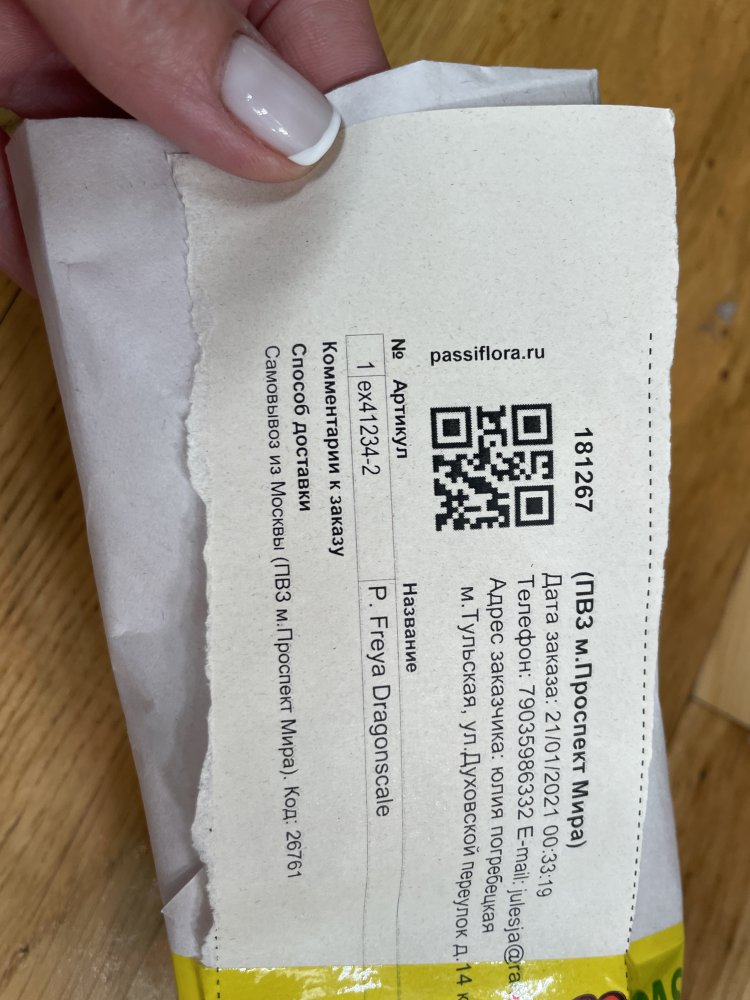 181267
(ПВЗ м.Проспект Мира)
Дата заказа: 21/01/2021 00:33:19
Телефон: 79035986332 E-mail: julesja@ra
Адрес заказчика: юлия погребецкая
м.Тульская, ул.Духовской переулок д.14
passiflora.ru
№ Артикул Название
1 ex41234-2 P. Freya Dragonscale
Комментарии к заказу
Способ доставки
Самовывоз из Москвы (ПВЗ м.Проспект Мира). Код: 26761